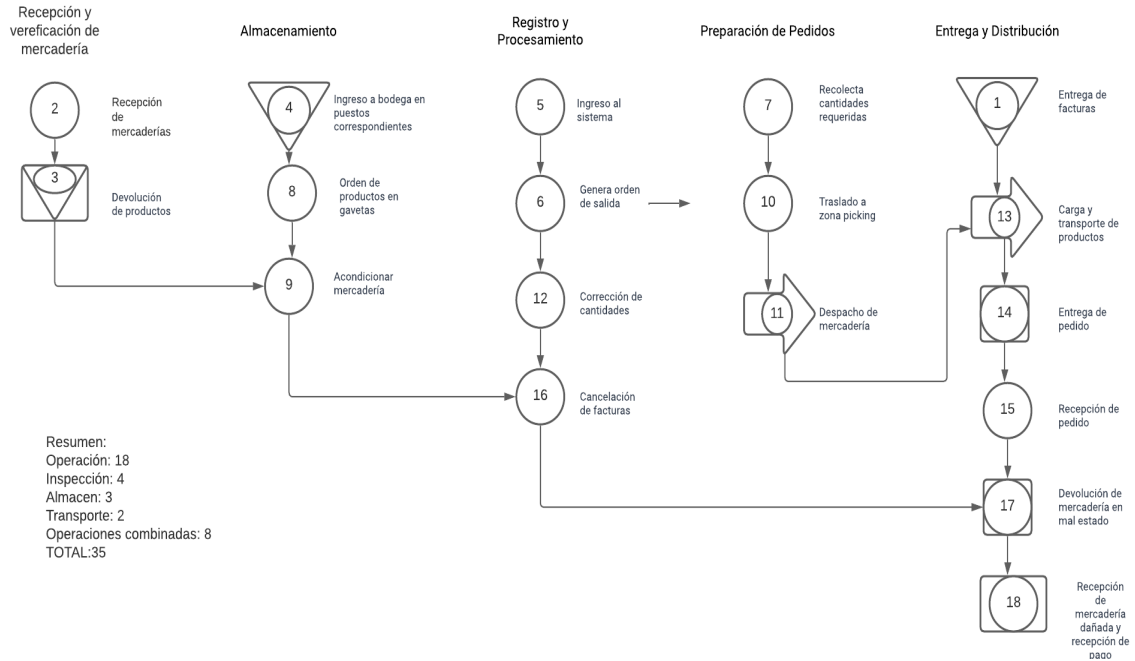 Recepción y
vereficación de
mercadería
Almacenamiento
Registro y
Procesamiento
Preparación de Pedidos
Entrega y Distribución
2
Recepción
de
mercaderías
3
Devolución
de productos
4
Ingreso a bodega en
puestos
correspondientes
8
Orden de
productos en
gavetas
9
Acondicionar
mercadería
5
Ingreso al
sistema
6
Genera orden
de salida
12
Corrección de
cantidades
16
Cancelación
de facturas
7
Recolecta
cantidades
requeridas
10
Traslado a
zona picking
11
Despacho de
mercadería
1
Entrega de
facturas
13
Carga y
transporte de
productos
14
Entrega de
pedido
15
Recepción de
pedido
17
Devolución de
mercadería en
mal estado
18
Recepción
de
mercadería
dañada y
recepción de
pago
Resumen:
Operación: 18
Inspección: 4
Almacen: 3
Transporte: 2
Operaciones combinadas: 8
TOTAL:35